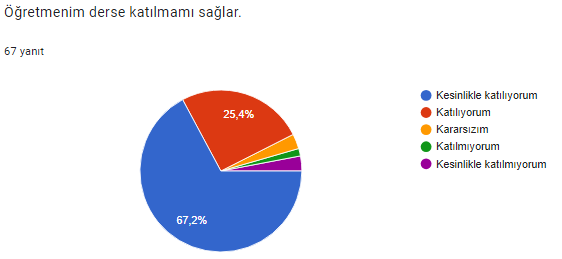 Öğretmenim derse katılmamı sağlar.
67 yanıt
25,4%
67,2%
Kesinlikle katılıyorum
Katılıyorum
Kararsızım
Katılmıyorum
Kesinlikle katılmıyorum